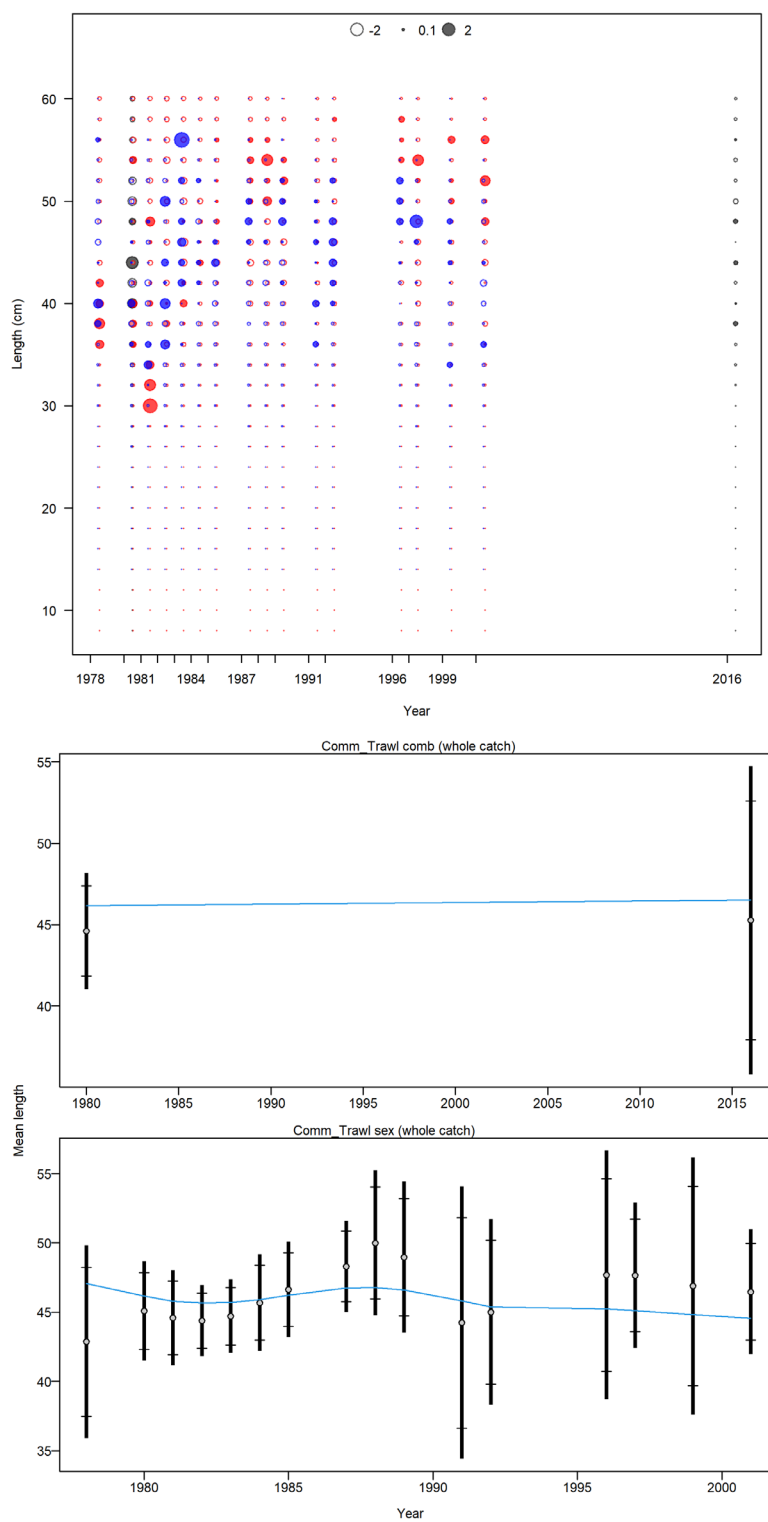 -2 0.1 2
60
50
40
30
20
10
Length (cm)
1978 1981 1984 1987 1991 1996 1999 2016
Year
Comm_Trawl comb (whole catch)
55
50
45
40
1980 1985 1990 1995 2000 2005 2010 2015
Mean length
Comm_Trawl sex (whole catch)
55
50
45
40
35
1980 1985 1990 1995 2000
Year